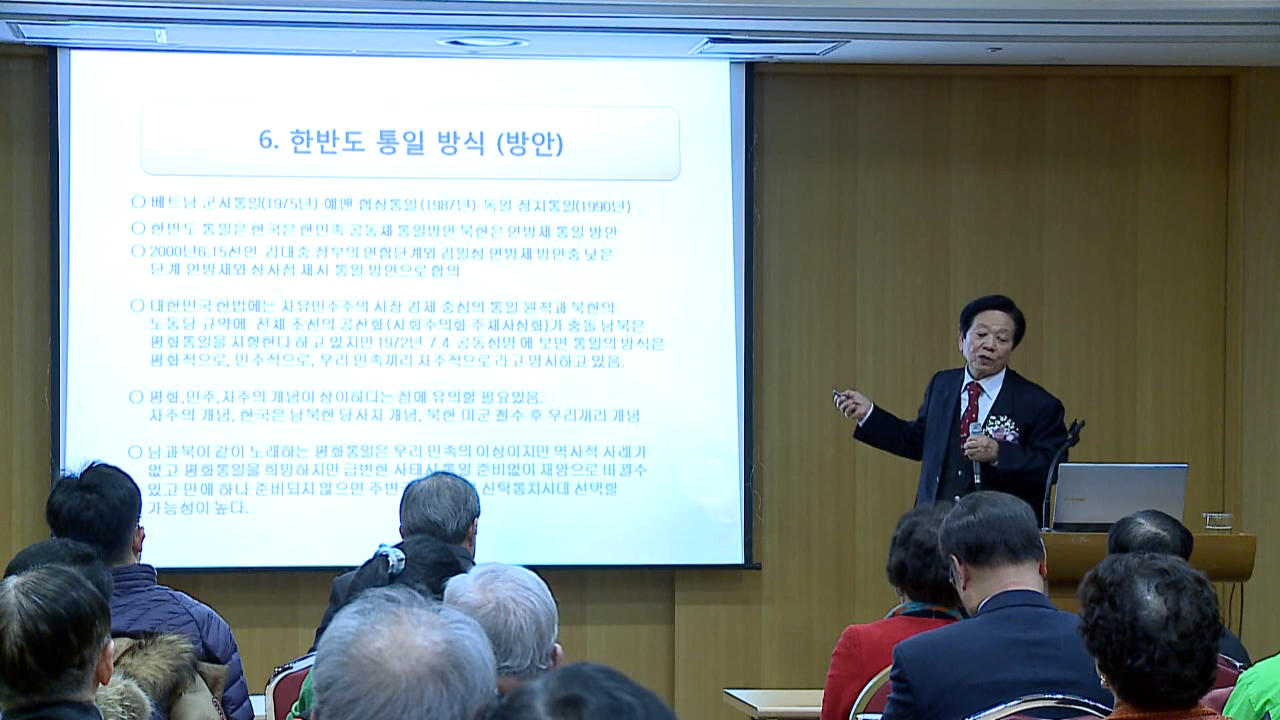 6. 한반도 통일 방식 (방안)
○ 베트남 군사통일(1975년) 예맨 협상통일(1987년) 독일 정치통일(1990년)
○ 한반도 통일은 한국은 한민족 공동체 통일방안 북한은 연방제 통일 방안
○ 2000년6.15선언 김대중 정부의 연합단계와 김일성 연방제 방안중 낮은
단계 연방제와 상사점 제시 통일 방안으로 합의
○ 대한민국 헌법에는 자유민주주의 시장 경제 중심의 통일 원칙과 북한의
노동당 규약에 전체 조선의 공산화(사회주의화 주체사상화)가 충돌 남북은
평화통일을 지향한다 하고 있지만 1972년 7.4 공동성명 에 보면 통일의 방식은
평화적으로, 민주적으로, 우리 민족끼리 자주적으로 라고 명시하고 있음.
○ 평화,민주,자주의 개념이 상이하다는 점에 유의할 필요있음.
자주의 개념, 한국은 남북한 당사자 개념, 북한 미군 철수 후 우리끼리 개념
○ 남과북이 같이 노래하는 평화통일은 우리 민족의 이상이지만 역사적 사례가
없고 평화통일을 희망하지만 급변한 사태시 통일 준비없이 재앙으로 바뀔수
있고 만에 하나 준비되지 않으면 주변 신탁통치시대 선택할
가능성이 높다.